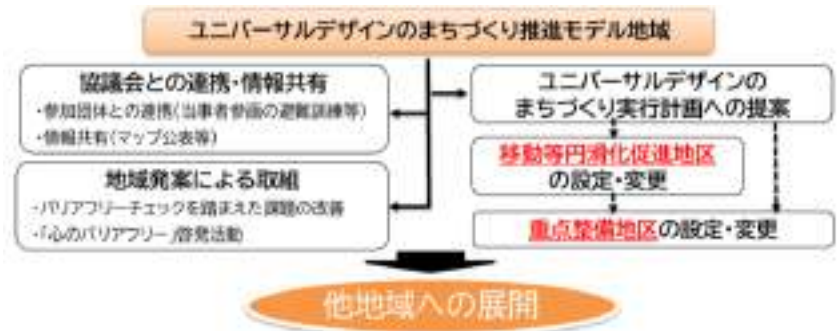 ユニバーサルデザインのまちづくり推進モデル地域
協議会との連携・情報共有
・参加団体との連携(当事者参画の避難訓練等)
・情報共有(マップ公表等)
地域発案による取組
・バリアフリーチェックを踏まえた課題の改善
・「心のバリアフリー」啓発活動
ユニバーサルデザインの
まちづくり実行計画への提案
移動等円滑化促進地区
の設定・変更
重点整備地区の設定・変更
他地域への展開